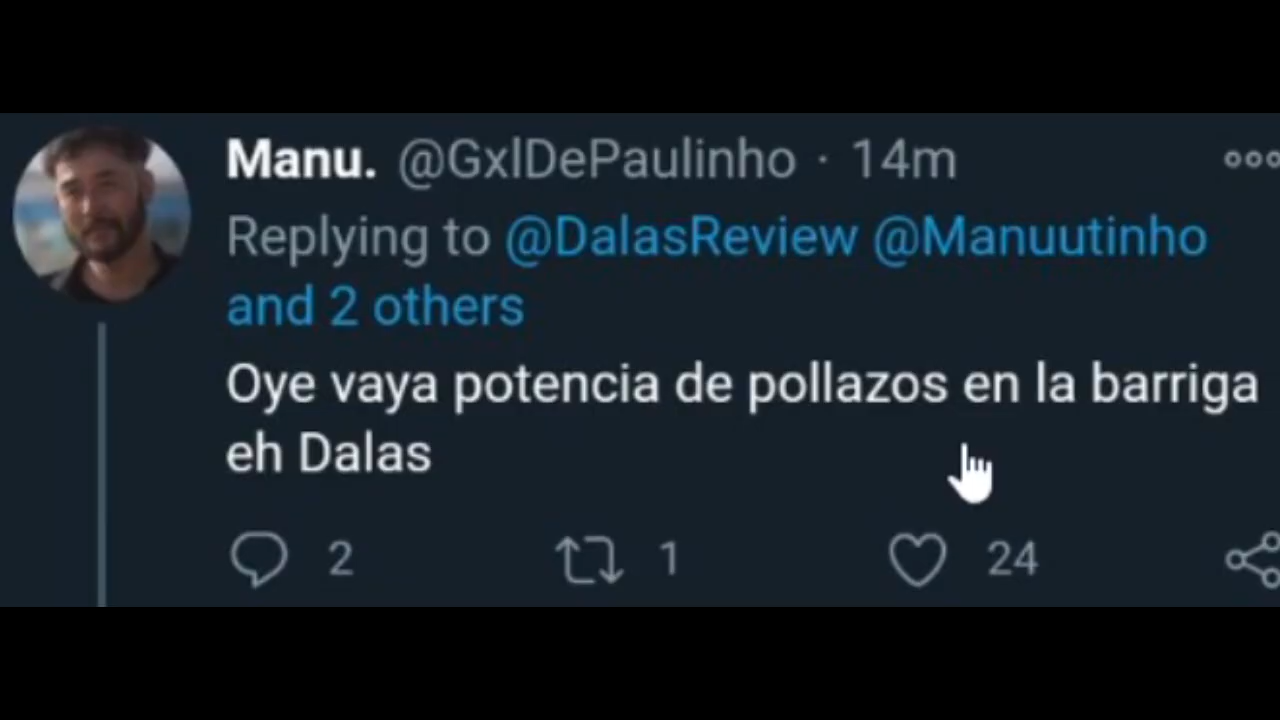 Manu. @GxlDePaulinho · 14m
Replying to @DalasReview @Manuutinho
and 2 others
Oye vaya potencia de pollazos en la barriga
eh Dalas
2 1 24